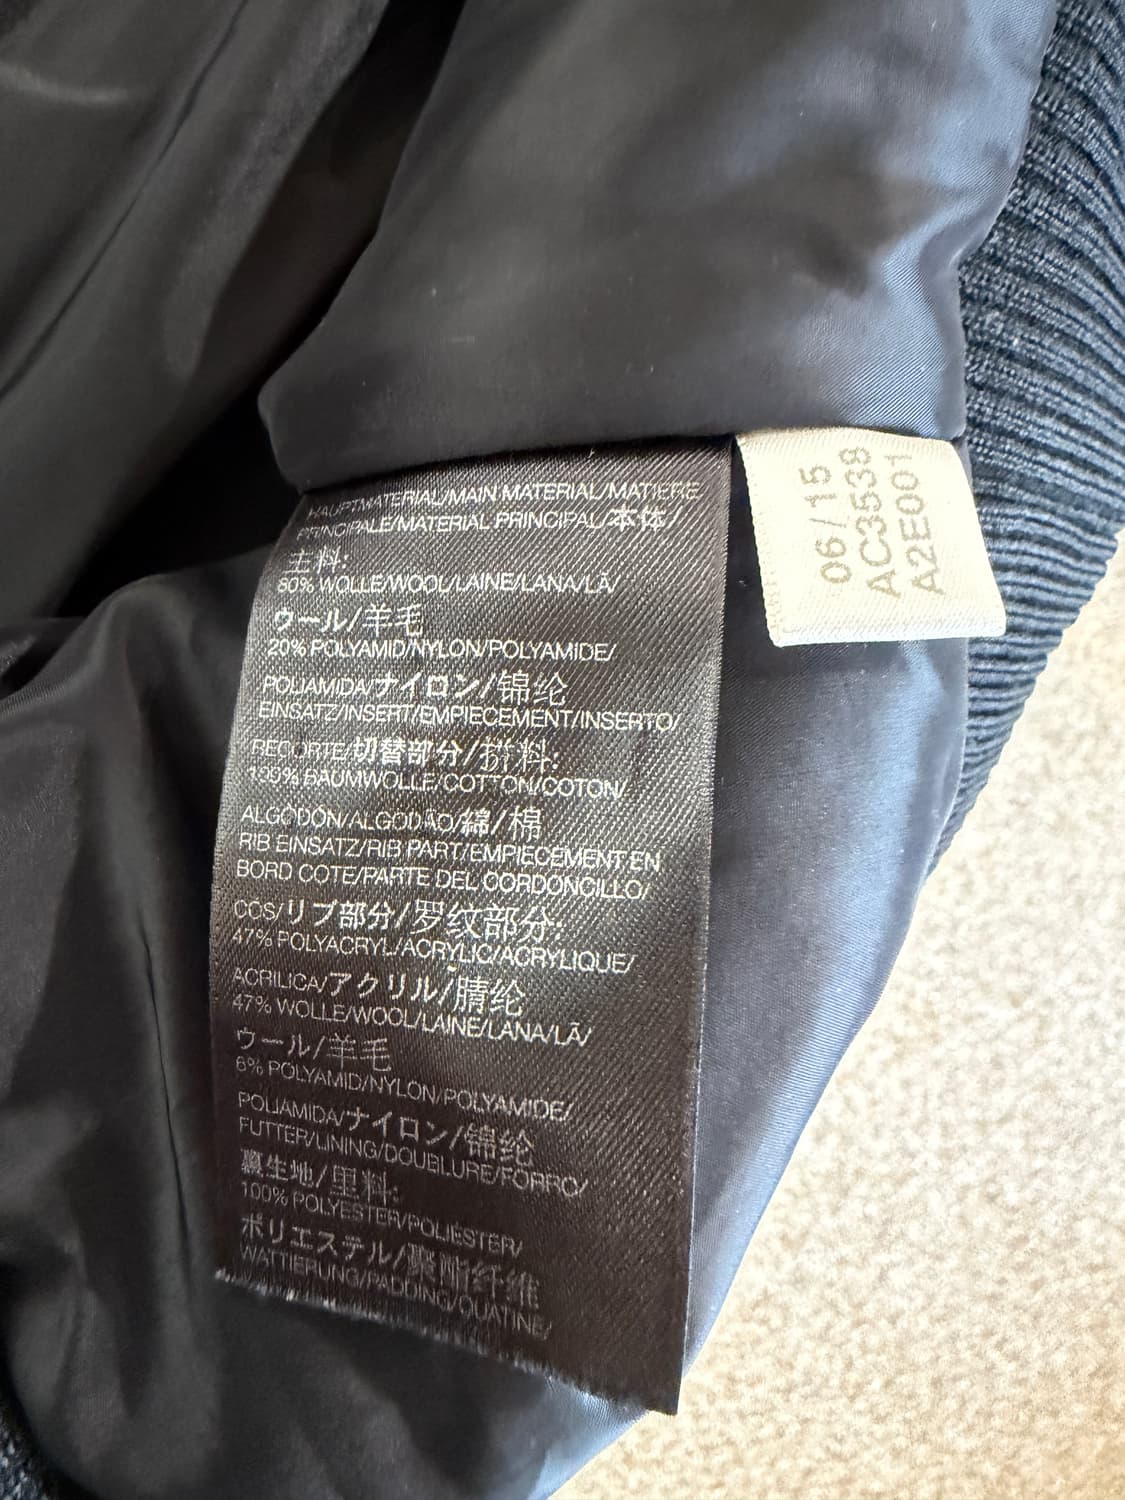 HAUPTMATERIAL/MAIN MATERIAL/MATIERE
PRINCIPALE/MATERIAL PRINCIPAL/本体/
主料:
80% WOLLE/WOOL/LAINE/LANA/LÃ/
ウール/羊毛
20% POLYAMID/NYLON/POLYAMIDE/
POLIAMIDA/ナイロン/锦纶
EINSATZ/INSERT/EMPIECEMENT/INSERTO/
RECORTE/切替部分/拼料:
100% BAUMWOLLE/COTTON/COTON/
ALGODÓN/ALGODÃO/綿/棉
RIB EINSATZ/RIB PART/EMPIECEMENT EN
BORD COTE/PARTE DEL CORDONCILLO/
COS/リブ部分/罗纹部分:
47% POLYACRYL/ACRYLIC/ACRYLIQUE/
ACRILICA/アクリル/腈纶
47% WOLLE/WOOL/LAINE/LANA/LÃ/
ウール/羊毛
6% POLYAMID/NYLON/POLYAMIDE/
POLIAMIDA/ナイロン/锦纶
FUTTER/LINING/DOUBLURE/FORRO/
裏生地/里料:
100% POLYESTER/POLIÉSTER/
ポリエステル/聚酯纤维
WATTIERUNG/PADDING/OUATINE/
06/15
AC3538
A2E001